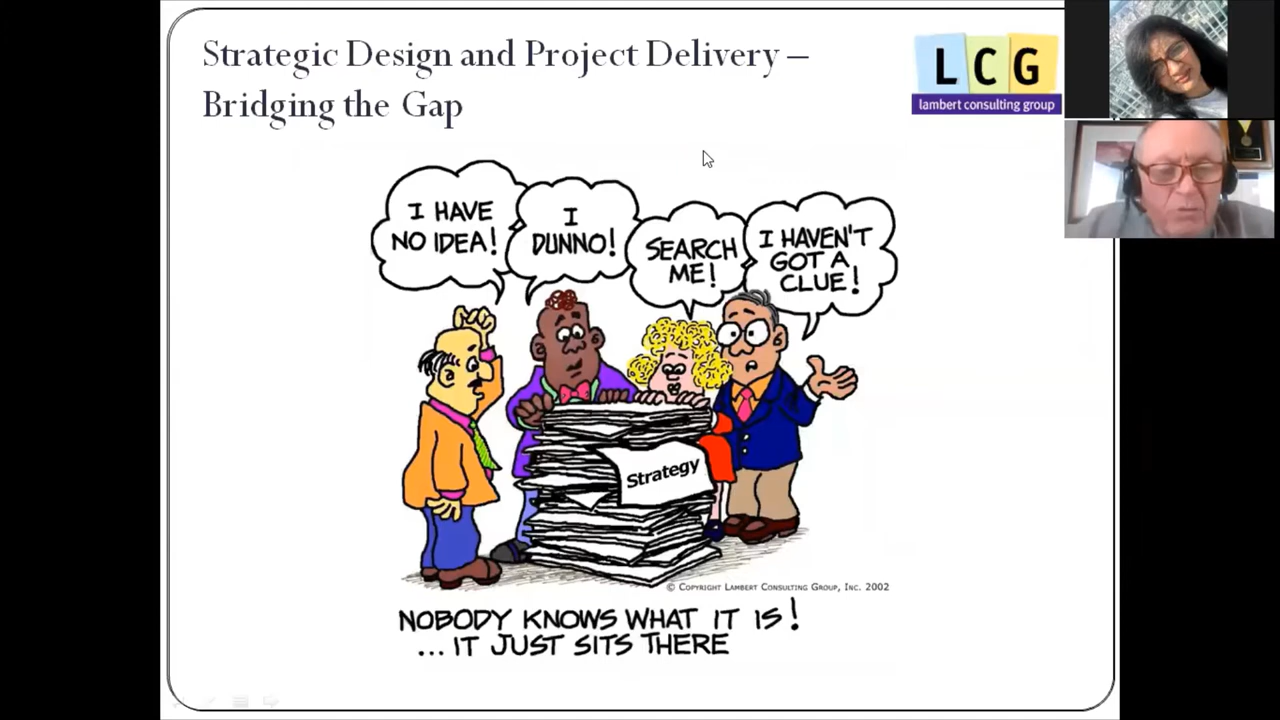 Strategic Design and Project Delivery –
Bridging the Gap
L C G
lambert consulting group
I HAVE
NO IDEA!
I
DUNNO!
SEARCH
ME!
I HAVEN'T
GOT A
CLUE!
Strategy
© COPYRIGHT LAMBERT CONSULTING GROUP, INC. 2002
NOBODY KNOWS WHAT IT IS!
... IT JUST SITS THERE